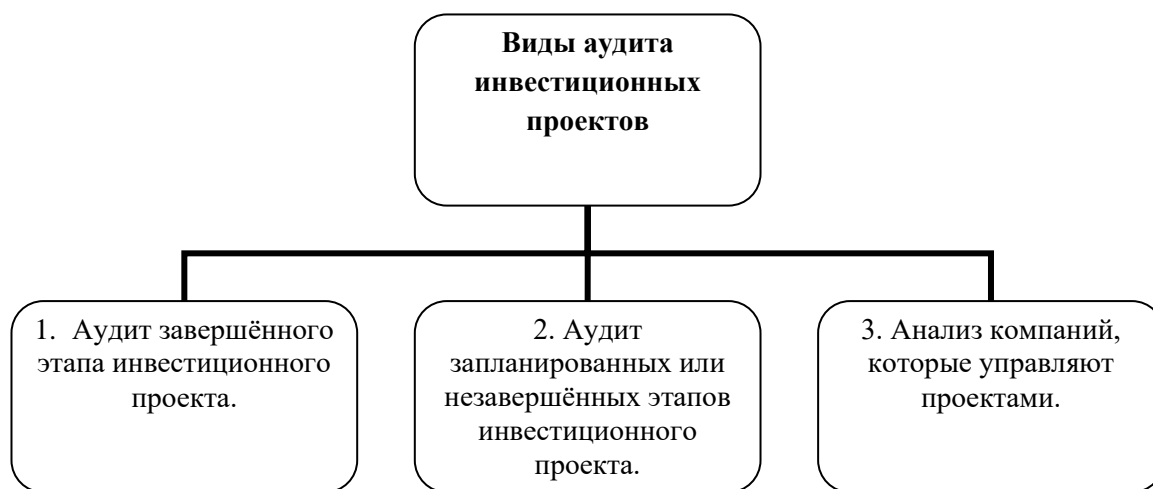 Виды аудита
инвестиционных
проектов
1. Аудит завершённого
этапа инвестиционного
проекта.
2. Аудит
запланированных или
незавершённых этапов
инвестиционного
проекта.
3. Анализ компаний,
которые управляют
проектами.